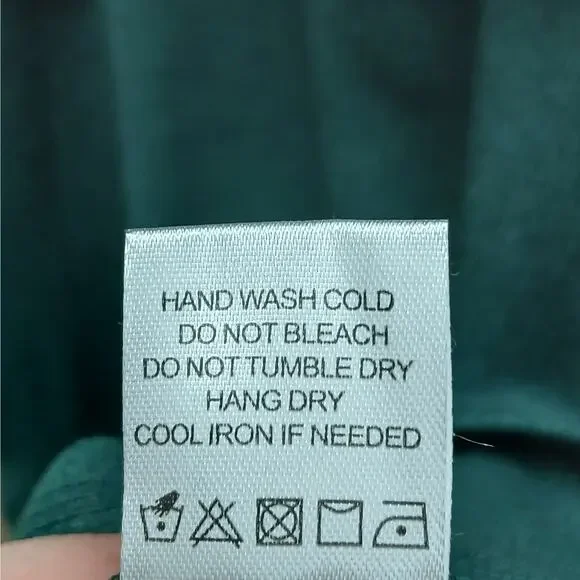 HAND WASH COLD
DO NOT BLEACH
DO NOT TUMBLE DRY
HANG DRY
COOL IRON IF NEEDED